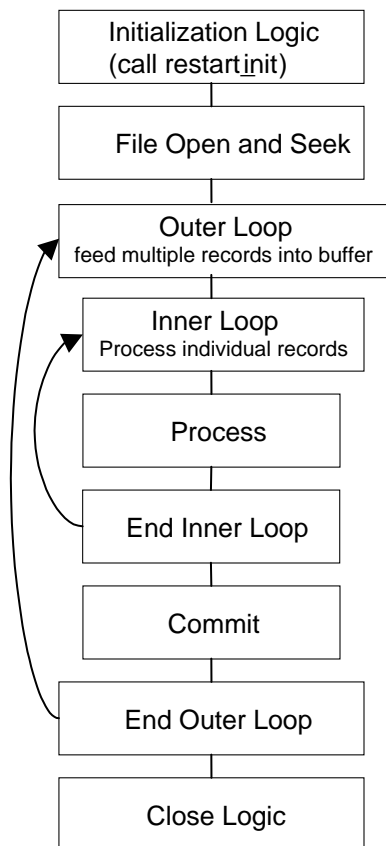 Initialization Logic
(call restart_init)
File Open and Seek
Outer Loop
feed multiple records into buffer
Inner Loop
Process individual records
Process
End Inner Loop
Commit
End Outer Loop
Close Logic